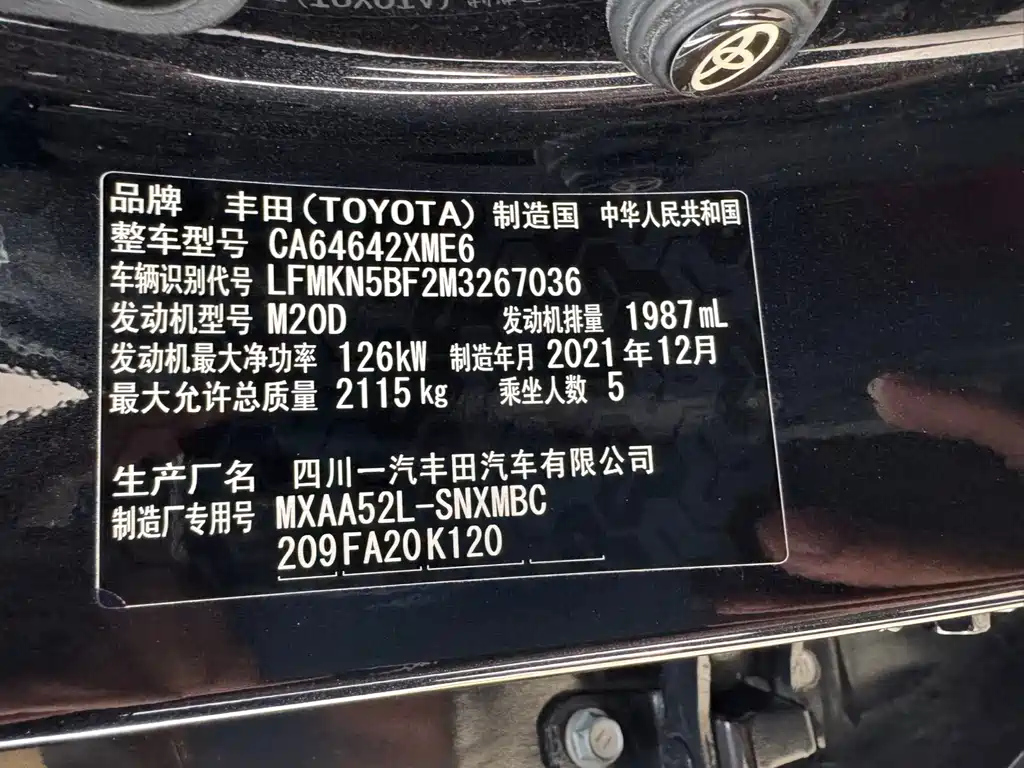 品牌 丰田(TOYOTA) 制造国 中华人民共和国
整车型号 CA64642XME6
车辆识别代号 LFMKN5BF2M3267036
发动机型号 M20D 发动机排量 1987mL
发动机最大净功率 126kW 制造年月 2021年12月
最大允许总质量 2115kg 乘坐人数 5
生产厂名 四川一汽丰田汽车有限公司
制造厂专用号 MXAA52L-SNXMBC
209FA20K120